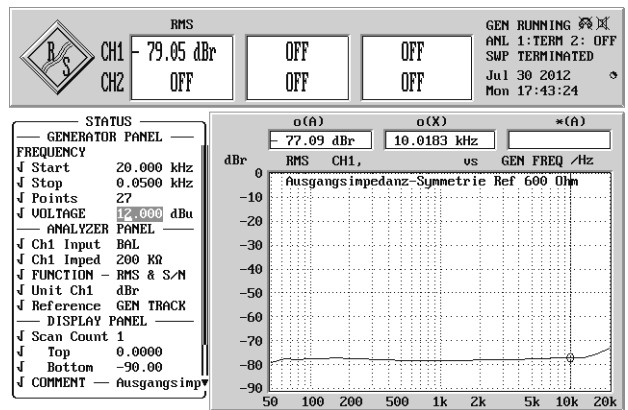 R&S
RMS
CH1 - 79.05 dBr OFF OFF
CH2 OFF OFF OFF
GEN RUNNING
ANL 1:TERM 2: OFF
SWP TERMINATED
Jul 30 2012
Mon 17:43:24
STATUS
GENERATOR PANEL
FREQUENCY
Start 20.000 kHz
Stop 0.0500 kHz
Points 27
VOLTAGE 12.000 dBu
ANALYZER PANEL
Ch1 Input BAL
Ch1 Imped 200 KΩ
FUNCTION - RMS & S/N
Unit Ch1 dBr
Reference GEN TRACK
DISPLAY PANEL
Scan Count 1
Top 0.0000
Bottom -90.00
COMMENT — Ausgangsimp
o(A) o(X) *(A)
- 77.09 dBr 10.0183 kHz
dBr RMS CH1, vs GEN FREQ /Hz
Ausgangsimpedanz-Symmetrie Ref 600 Ohm
0
-10
-20
-30
-40
-50
-60
-70
-80
-90
50 100 200 500 1k 2k 5k 10k 20k